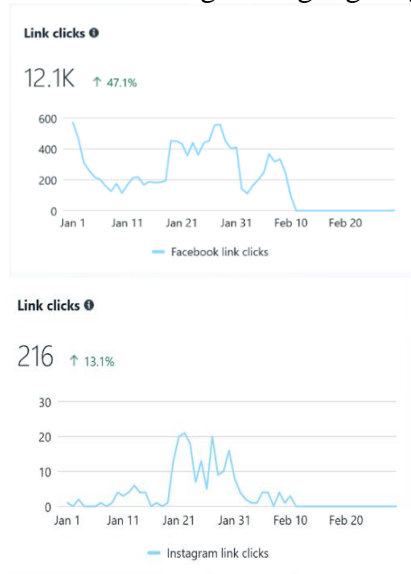 Link clicks
12.1K ↑ 47.1%
600
400
200
0
Jan 1 Jan 11 Jan 21 Jan 31 Feb 10 Feb 20
Facebook link clicks
Link clicks
216 ↑ 13.1%
30
20
10
0
Jan 1 Jan 11 Jan 21 Jan 31 Feb 10 Feb 20
Instagram link clicks